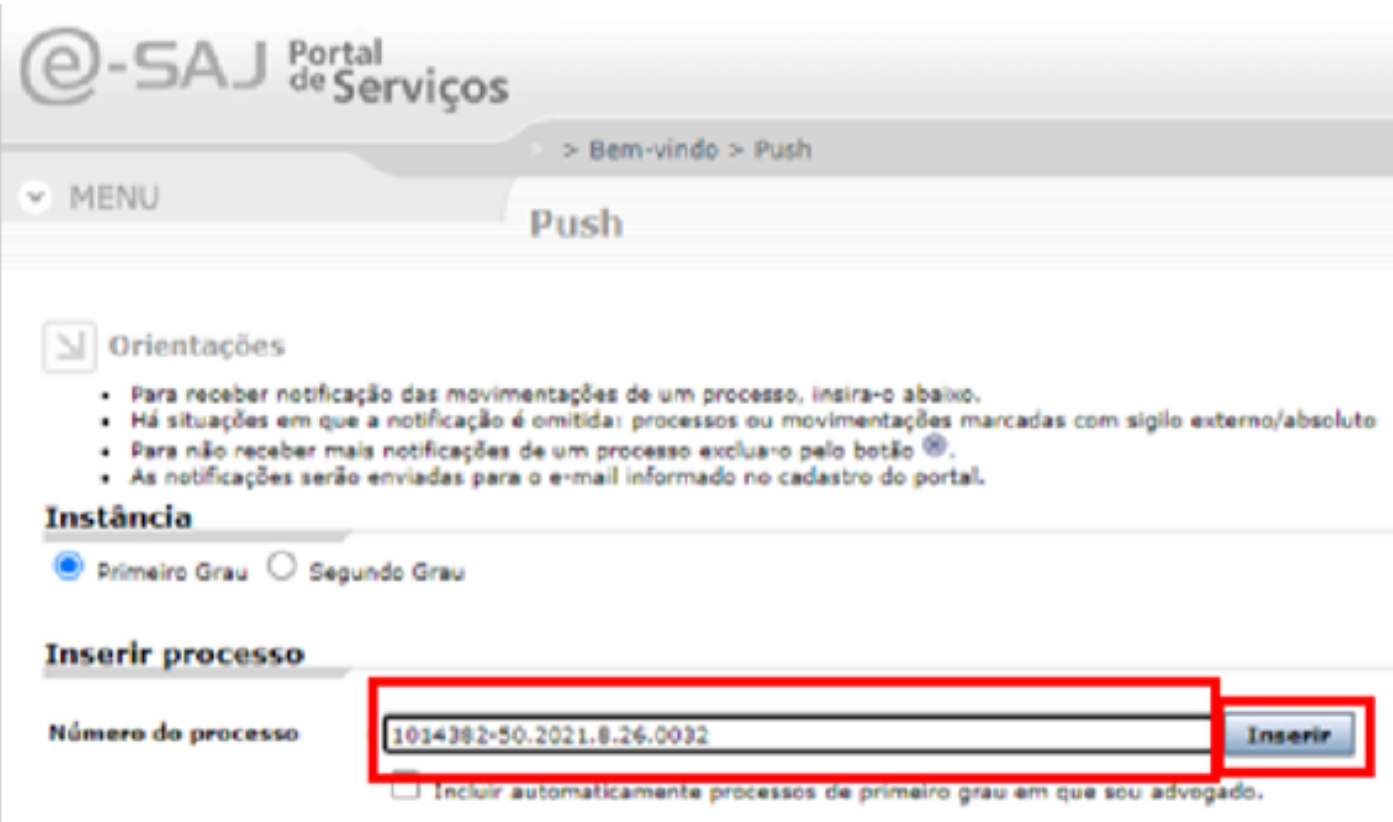 @-SAJ Portal de Serviços
> Bem-vindo > Push
MENU
Push
Orientações
• Para receber notificação das movimentações de um processo, insira-o abaixo.
• Há situações em que a notificação é omitida: processos ou movimentações marcadas com sigilo externo/absoluto
• Para não receber mais notificações de um processo exclua-o pelo botão .
• As notificações serão enviadas para o e-mail informado no cadastro do portal.
Instância
Primeiro Grau Segundo Grau
Inserir processo
Número do processo 1014382-50.2021.8.26.0032 Inserir
Incluir automaticamente processos de primeiro grau em que sou advogado.